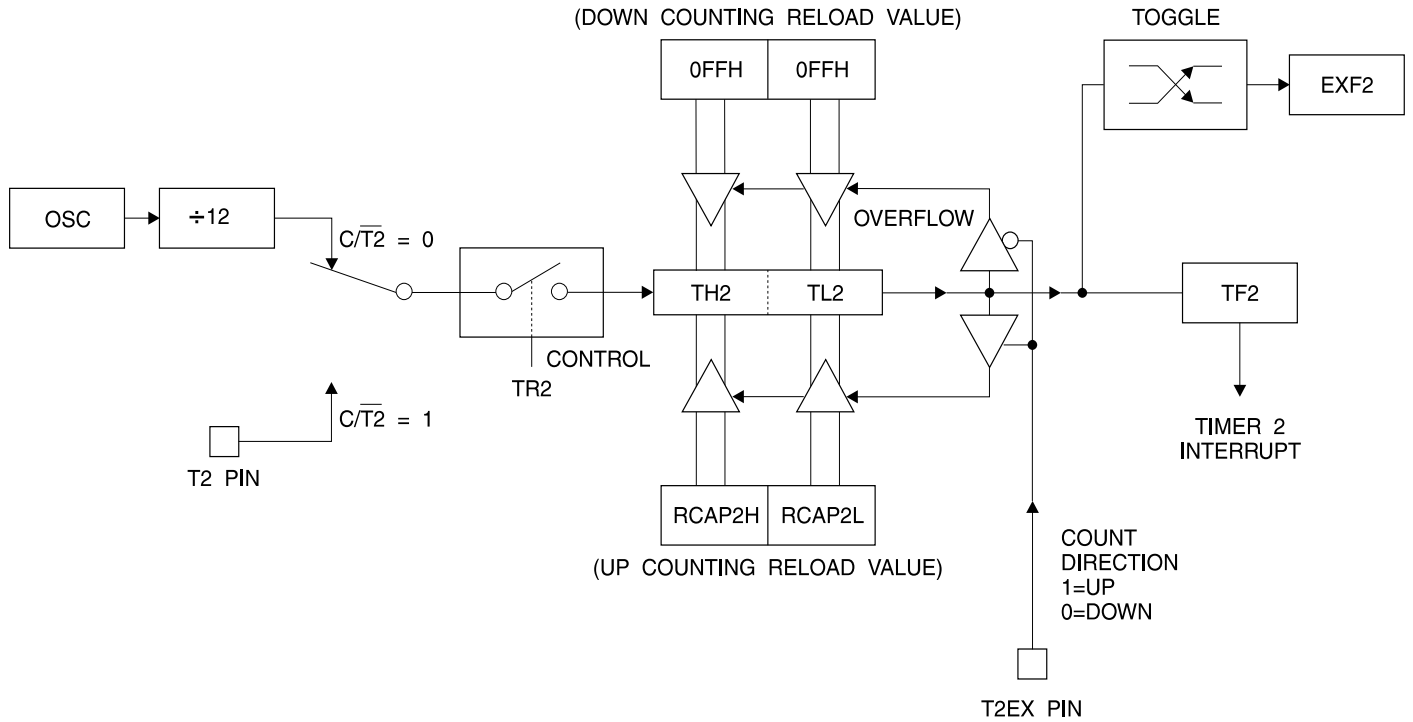 (DOWN COUNTING RELOAD VALUE)
TOGGLE
0FFH
0FFH
EXF2
OSC
÷12
C/T2̅ = 0
OVERFLOW
TH2
TL2
TF2
CONTROL
TR2
C/T2̅ = 1
T2 PIN
TIMER 2
INTERRUPT
RCAP2H
RCAP2L
(UP COUNTING RELOAD VALUE)
COUNT
DIRECTION
1=UP
0=DOWN
T2EX PIN